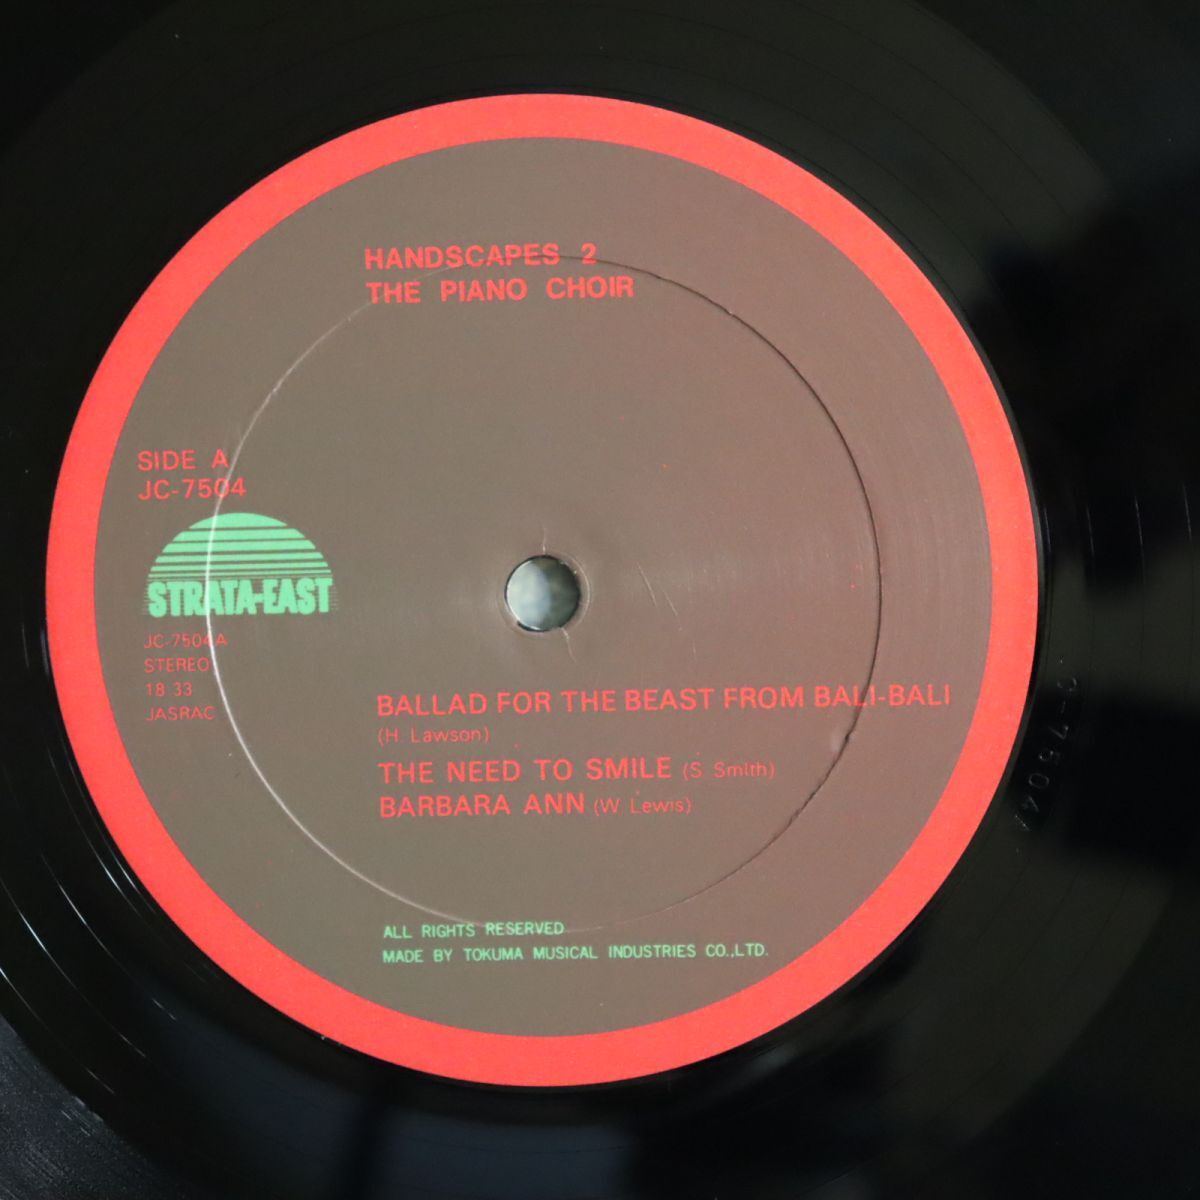 HANDSCAPES 2
THE PIANO CHOIR
SIDE A
JC-7504
STRATA-EAST
JC-7504A
STEREO
18 33
JASRAC
BALLAD FOR THE BEAST FROM BALI-BALI
(H. Lawson)
THE NEED TO SMILE (S. Smith)
BARBARA ANN (W. Lewis)
ALL RIGHTS RESERVED
MADE BY TOKUMA MUSICAL INDUSTRIES CO.,LTD.